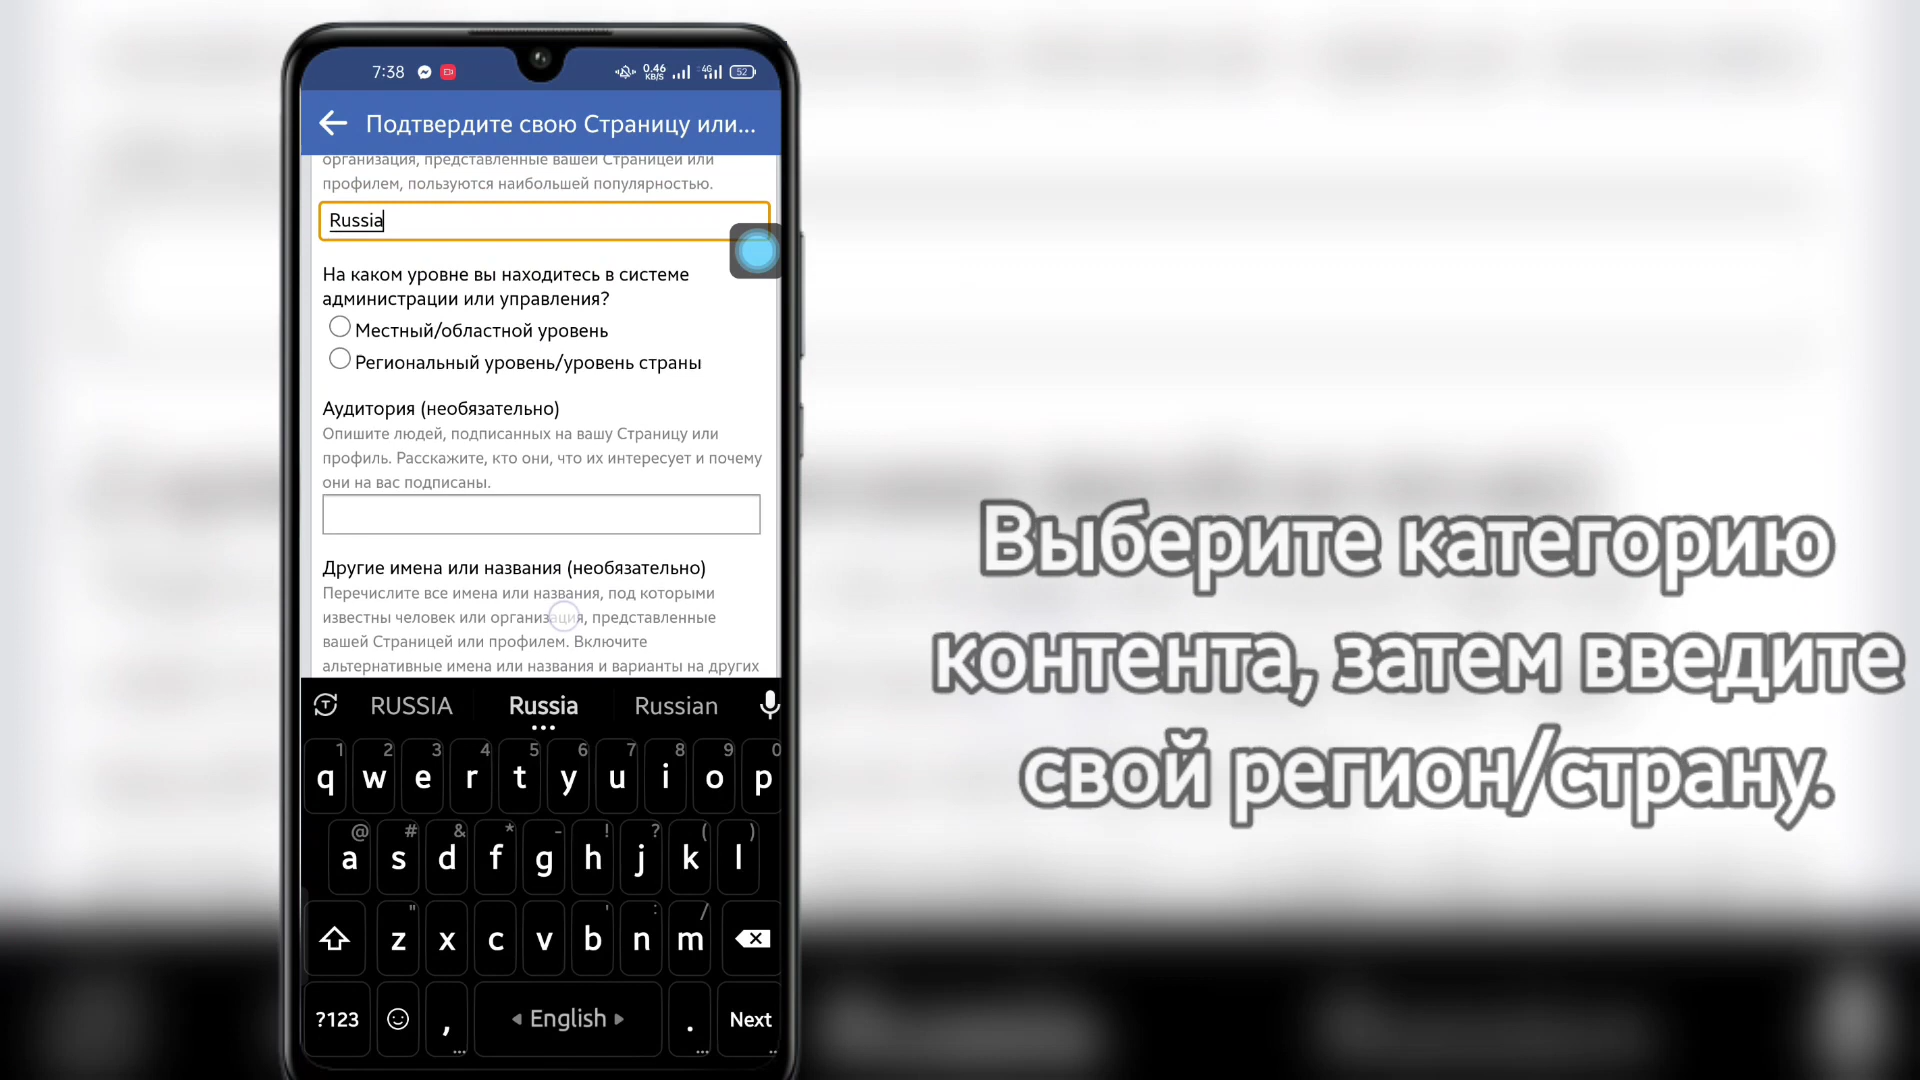 7:38 0.46 KB/S 4G 52
Подтвердите свою Страницу или...
организация, представленные вашей Страницей или
профилем, пользуются наибольшей популярностью.
Russia
На каком уровне вы находитесь в системе
администрации или управления?
Местный/областной уровень
Региональный уровень/уровень страны
Аудитория (необязательно)
Опишите людей, подписанных на вашу Страницу или
профиль. Расскажите, кто они, что их интересует и почему
они на вас подписаны.
Другие имена или названия (необязательно)
Перечислите все имена или названия, под которыми
известны человек или организация, представленные
вашей Страницей или профилем. Включите
альтернативные имена или названия и варианты на других
RUSSIA Russia Russian
1 2 3 4 5 6 7 8 9 0
q w e r t y u i o p
@ # & * - ! ? ( )
a s d f g h j k l
" ' : /
z x c v b n m
?123 , English . Next
Выберите категорию
контента, затем введите
свой регион/страну.